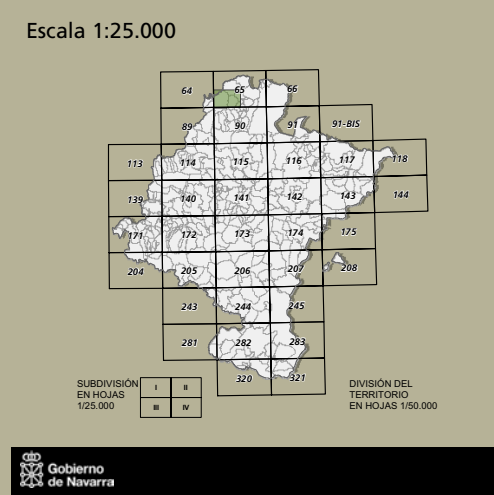 Escala 1:25.000
64 65 66
89 90 91 91-BIS
113 114 115 116 117 118
139 140 141 142 143 144
171 172 173 174 175
204 205 206 207 208
243 244 245
281 282 283
320 321
SUBDIVISIÓN
EN HOJAS
1/25.000
I II
III IV
DIVISIÓN DEL
TERRITORIO
EN HOJAS 1/50.000
Gobierno
de Navarra